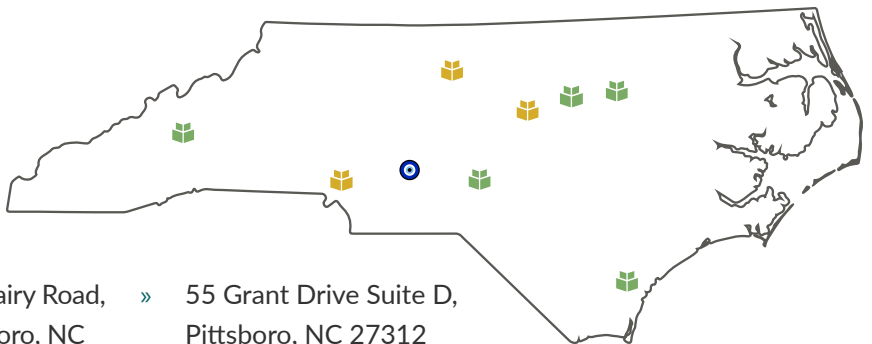 airy Road,
oro, NC
» 55 Grant Drive Suite D,
Pittsboro, NC 27312